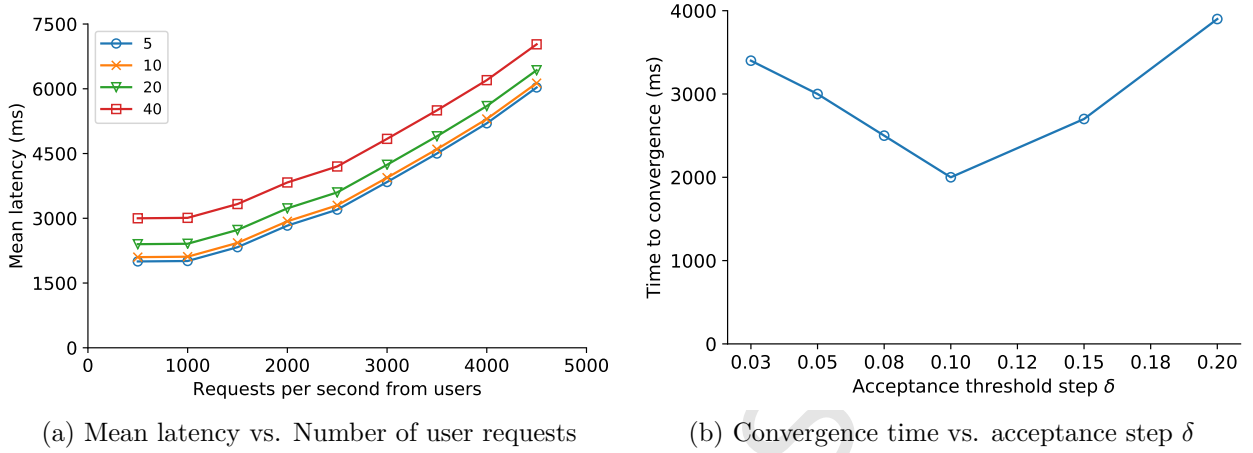 7500
6000
4500
3000
1500
0
5
10
20
40
Mean latency (ms)
0 1000 2000 3000 4000 5000
Requests per second from users
(a) Mean latency vs. Number of user requests
4000
3000
2000
1000
0
Time to convergence (ms)
0.03 0.05 0.08 0.10 0.12 0.15 0.18 0.20
Acceptance threshold step δ
(b) Convergence time vs. acceptance step δ